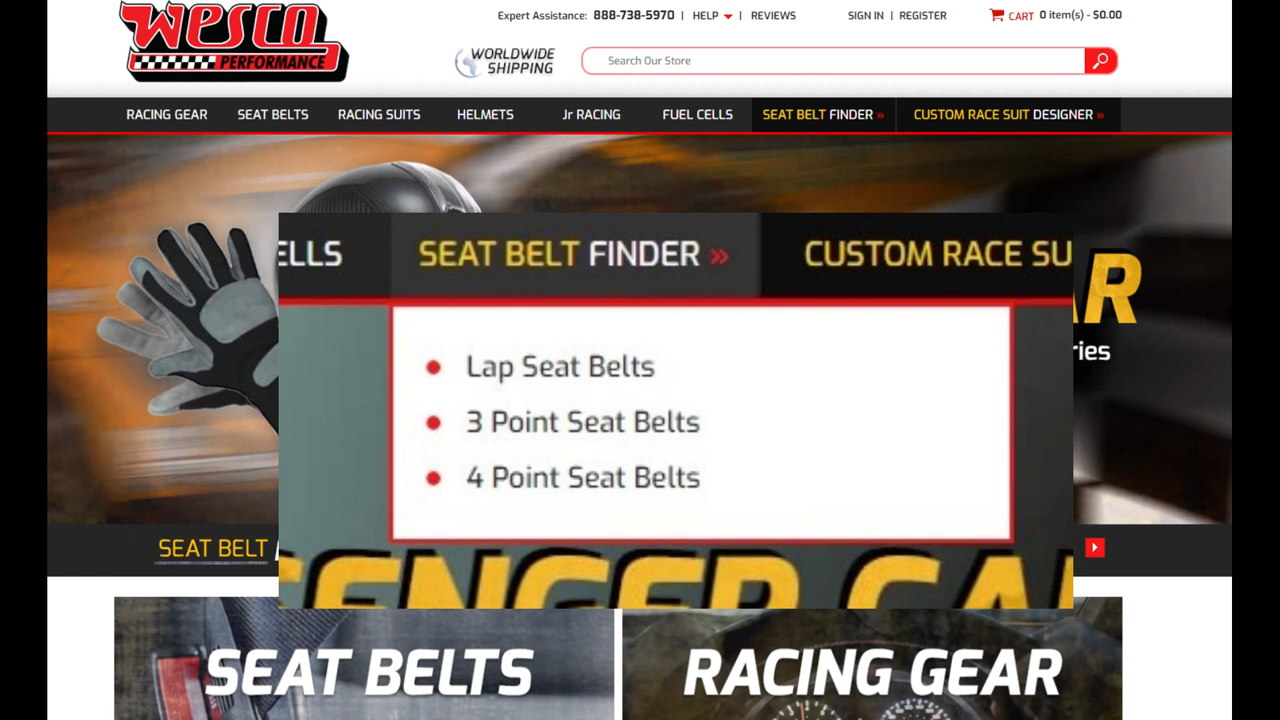 wesco
PERFORMANCE
Expert Assistance: 888-738-5970 | HELP | REVIEWS
SIGN IN | REGISTER
CART 0 item(s) - $0.00
WORLDWIDE
SHIPPING
Search Our Store
RACING GEAR SEAT BELTS RACING SUITS HELMETS Jr RACING FUEL CELLS SEAT BELT FINDER » CUSTOM RACE SUIT DESIGNER »
ELLS SEAT BELT FINDER » CUSTOM RACE SU
Lap Seat Belts
3 Point Seat Belts
4 Point Seat Belts
AR
ries
SEAT BELT
ENGER CA
SEAT BELTS
RACING GEAR